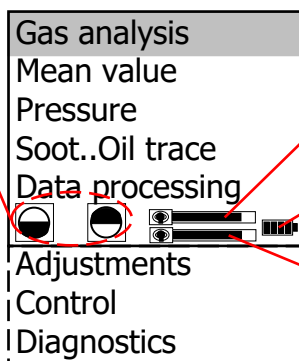 Gas analysis
Mean value
Pressure
Soot..Oil trace
Data processing
Adjustments
Control
Diagnostics